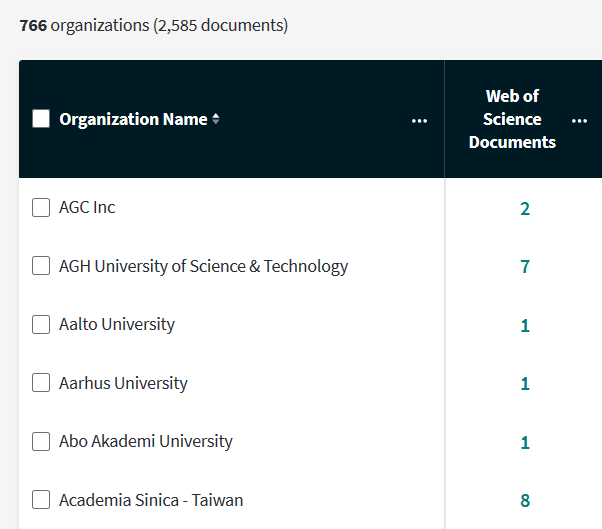 766 organizations (2,585 documents)
Organization Name
...
Web of
Science
Documents
...
AGC Inc 2
AGH University of Science & Technology 7
Aalto University 1
Aarhus University 1
Abo Akademi University 1
Academia Sinica - Taiwan 8